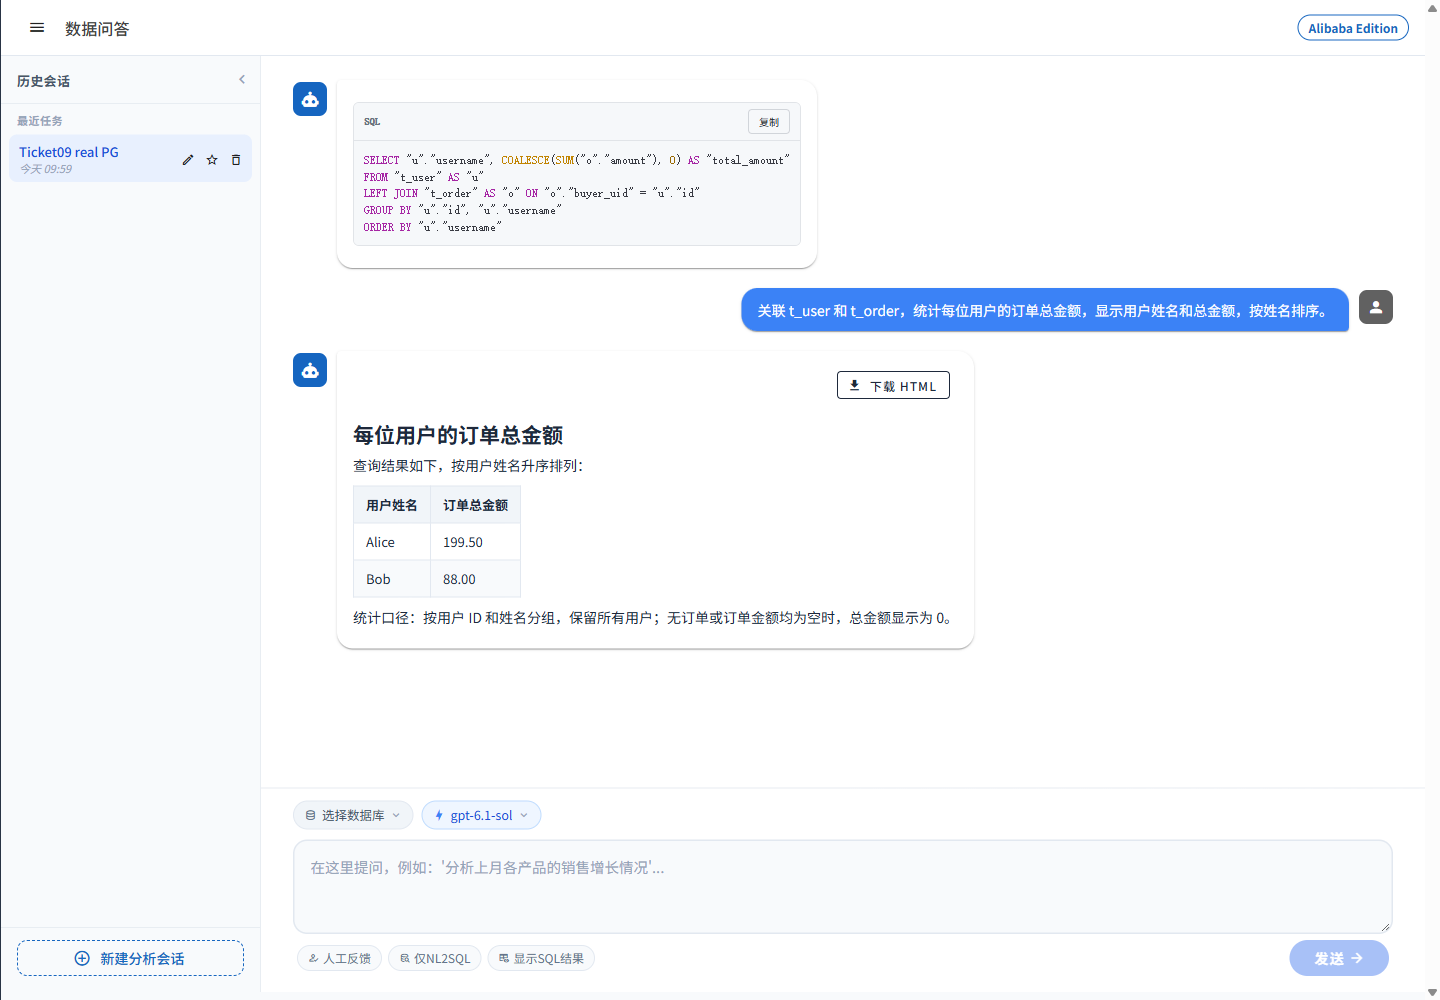 数据问答
Alibaba Edition
历史会话
最近任务
Ticket09 real PG
今天 09:59
SQL
复制
SELECT "u"."username", COALESCE(SUM("o"."amount"), 0) AS "total_amount"
FROM "t_user" AS "u"
LEFT JOIN "t_order" AS "o" ON "o"."buyer_uid" = "u"."id"
GROUP BY "u"."id", "u"."username"
ORDER BY "u"."username"
关联 t_user 和 t_order，统计每位用户的订单总金额，显示用户姓名和总金额，按姓名排序。
下载 HTML
每位用户的订单总金额
查询结果如下，按用户姓名升序排列：
用户姓名 订单总金额
Alice 199.50
Bob 88.00
统计口径：按用户 ID 和姓名分组，保留所有用户；无订单或订单金额均为空时，总金额显示为 0。
选择数据库
gpt-6.1-sol
在这里提问，例如：'分析上月各产品的销售增长情况'...
新建分析会话
人工反馈
仅NL2SQL
显示SQL结果
发送